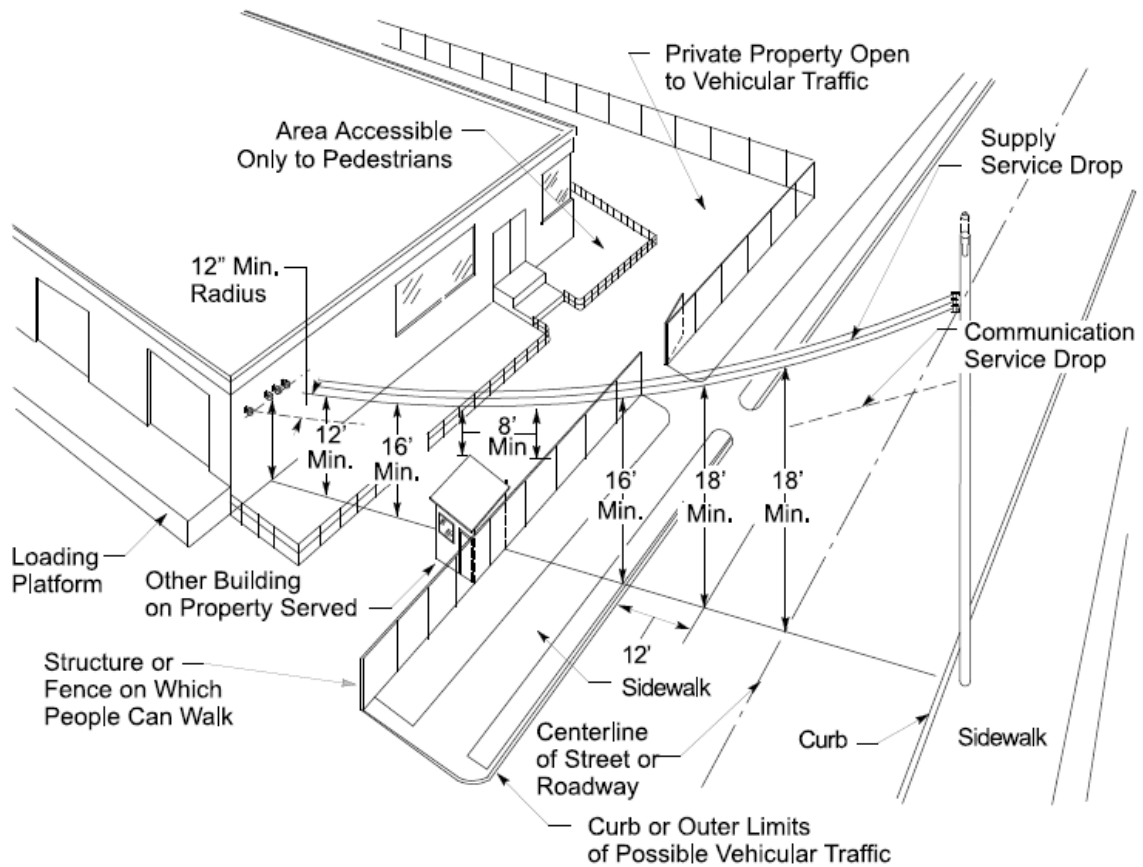 Private Property Open
to Vehicular Traffic
Area Accessible
Only to Pedestrians
Supply
Service Drop
12” Min.
Radius
Communication
Service Drop
12’
Min.
16’
Min.
8’
Min
16’
Min.
18’
Min.
18’
Min.
Loading
Platform
Other Building
on Property Served
12’
Structure or
Fence on Which
People Can Walk
Sidewalk
Centerline
of Street or
Roadway
Curb
Sidewalk
Curb or Outer Limits
of Possible Vehicular Traffic